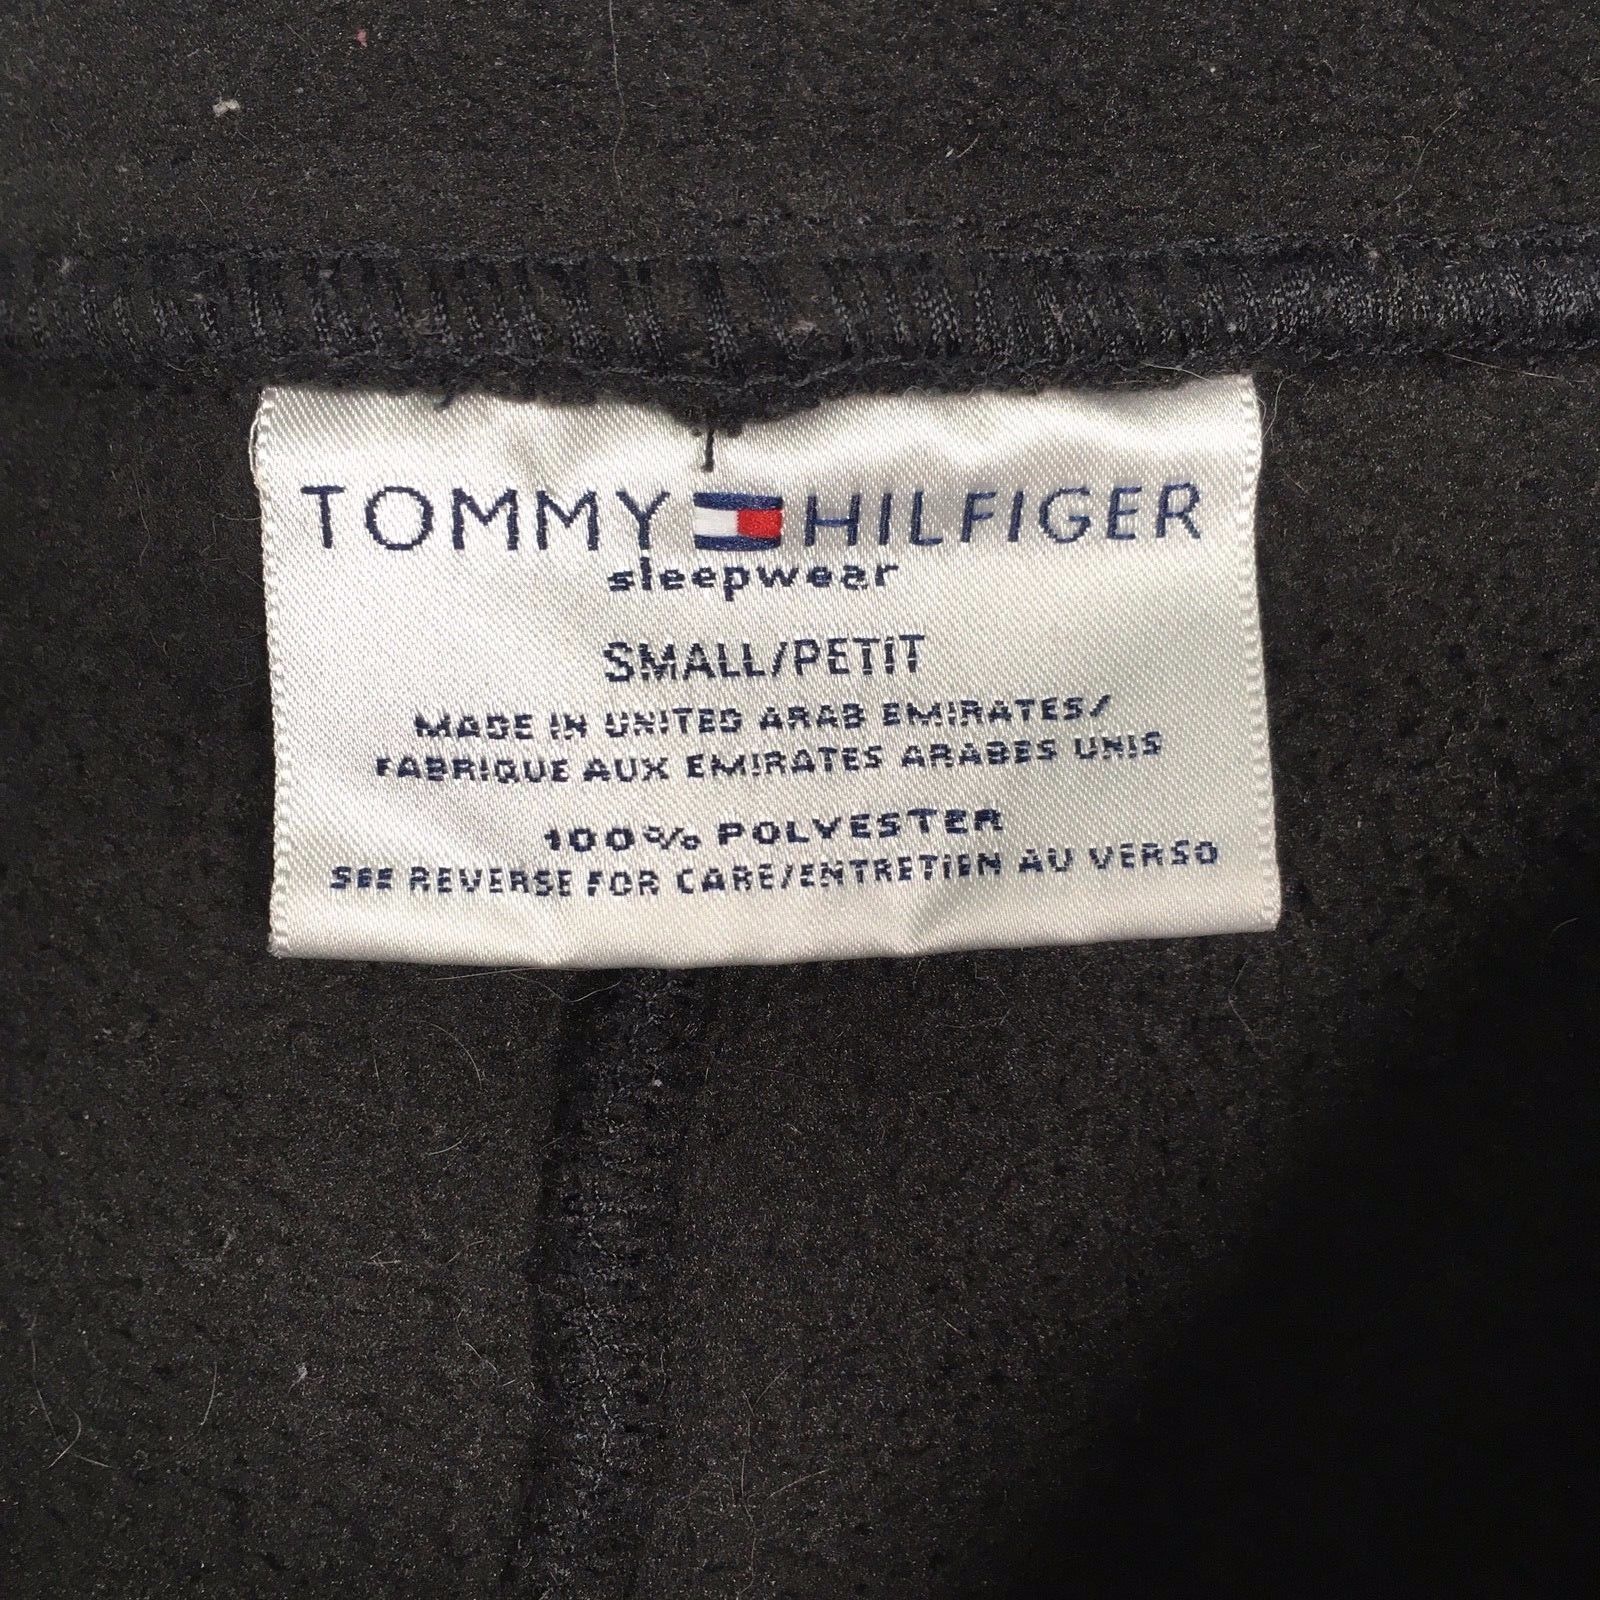 TOMMY HILFIGER
sleepwear
SMALL/PETIT
MADE IN UNITED ARAB EMIRATES/
FABRIQUE AUX EMIRATES ARABES UNIS
100% POLYESTER
SEE REVERSE FOR CARE/ENTRETIEN AU VERSO